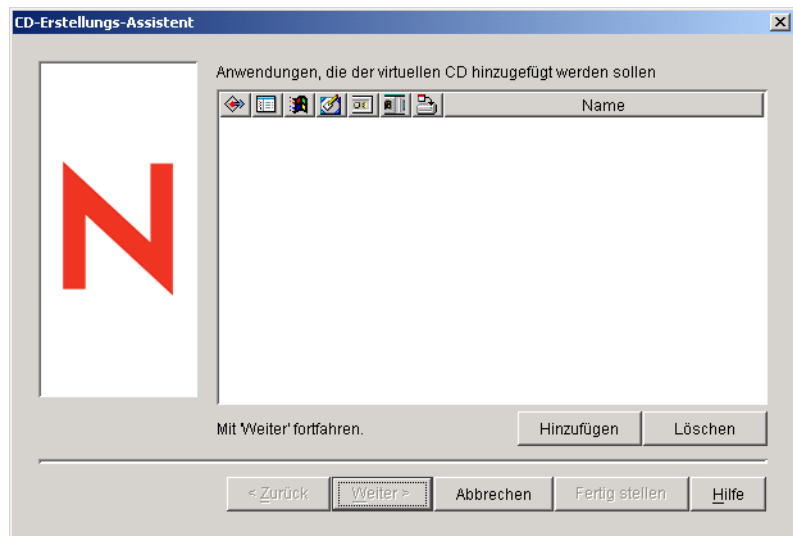 CD-Erstellungs-Assistent
Anwendungen, die der virtuellen CD hinzugefügt werden sollen
Name
N
Mit 'Weiter' fortfahren.
Hinzufügen
Löschen
< Zurück
Weiter >
Abbrechen
Fertig stellen
Hilfe